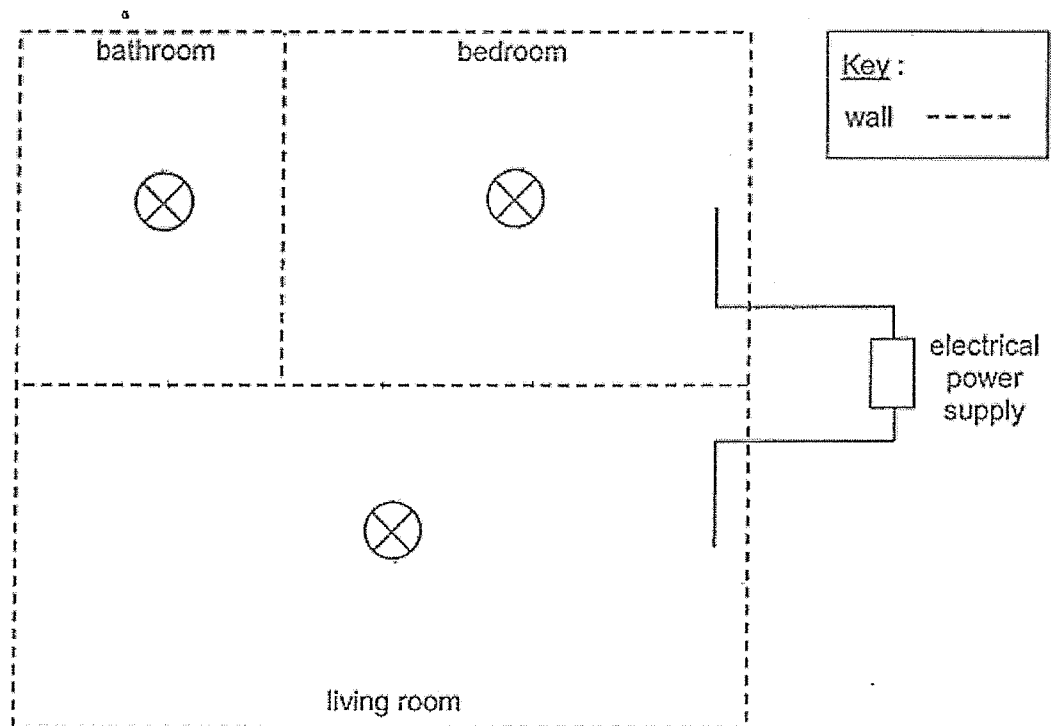 bathroom
bedroom
Key :
wall
electrical
power
supply
living room